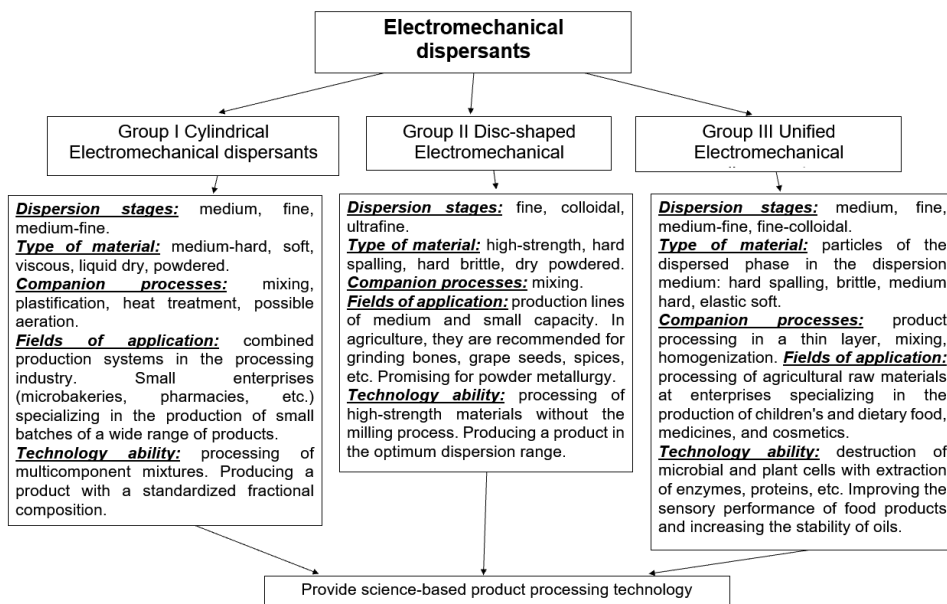 Electromechanical
dispersants
Group I Cylindrical
Electromechanical dispersants
Group II Disc-shaped
Electromechanical
Group III Unified
Electromechanical
Dispersion stages: medium, fine,
medium-fine.
Type of material: medium-hard, soft,
viscous, liquid dry, powdered.
Companion processes: mixing,
plastification, heat treatment, possible
aeration.
Fields of application: combined
production systems in the processing
industry. Small enterprises
(microbakeries, pharmacies, etc.)
specializing in the production of small
batches of a wide range of products.
Technology ability: processing of
multicomponent mixtures. Producing a
product with a standardized fractional
composition.
Dispersion stages: fine, colloidal,
ultrafine.
Type of material: high-strength, hard
spalling, hard brittle, dry powdered.
Companion processes: mixing.
Fields of application: production lines
of medium and small capacity. In
agriculture, they are recommended for
grinding bones, grape seeds, spices,
etc. Promising for powder metallurgy.
Technology ability: processing of
high-strength materials without the
milling process. Producing a product in
the optimum dispersion range.
Dispersion stages: medium, fine,
medium-fine, fine-colloidal.
Type of material: particles of the
dispersed phase in the dispersion
medium: hard spalling, brittle, medium
hard, elastic soft.
Companion processes: product
processing in a thin layer, mixing,
homogenization. Fields of application:
processing of agricultural raw materials
at enterprises specializing in the
production of children's and dietary food,
medicines, and cosmetics.
Technology ability: destruction of
microbial and plant cells with extraction
of enzymes, proteins, etc. Improving the
sensory performance of food products
and increasing the stability of oils.
Provide science-based product processing technology